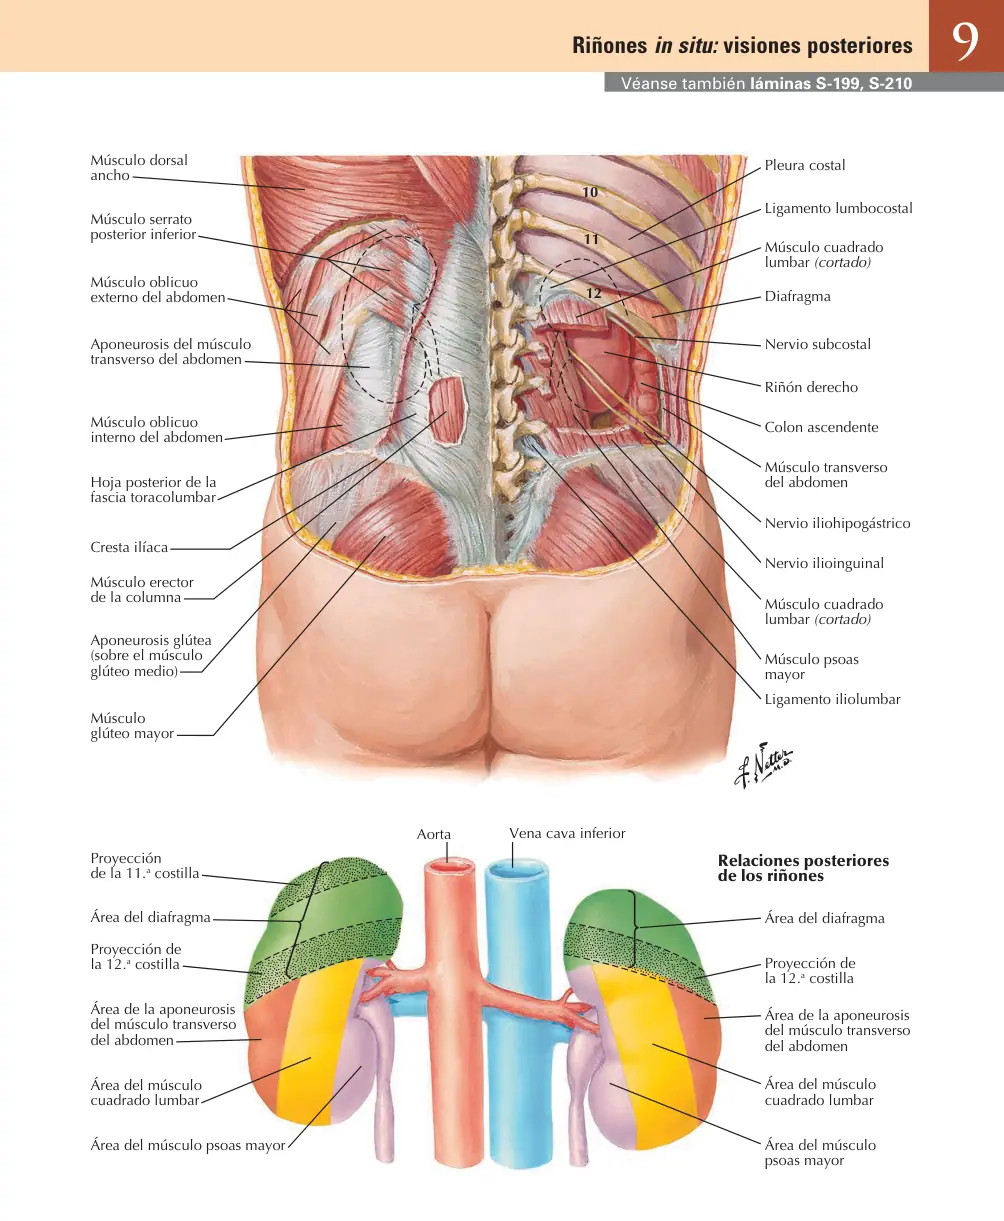 Riñones in situ: visiones posteriores
9
Véanse también láminas S-199, S-210
Músculo dorsal
ancho
Músculo serrato
posterior inferior
Músculo oblicuo
externo del abdomen
Aponeurosis del músculo
transverso del abdomen
Músculo oblicuo
interno del abdomen
Hoja posterior de la
fascia toracolumbar
Cresta ilíaca
Músculo erector
de la columna
Aponeurosis glútea
(sobre el músculo
glúteo medio)
Músculo
glúteo mayor
10
11
12
Pleura costal
Ligamento lumbocostal
Músculo cuadrado
lumbar (cortado)
Diafragma
Nervio subcostal
Riñón derecho
Colon ascendente
Músculo transverso
del abdomen
Nervio iliohipogástrico
Nervio ilioinguinal
Músculo cuadrado
lumbar (cortado)
Músculo psoas
mayor
Ligamento iliolumbar
F. Netter
M.D.
Aorta
Vena cava inferior
Relaciones posteriores
de los riñones
Proyección
de la 11.ª costilla
Área del diafragma
Proyección de
la 12.ª costilla
Área de la aponeurosis
del músculo transverso
del abdomen
Área del músculo
cuadrado lumbar
Área del músculo psoas mayor
Área del diafragma
Proyección de
la 12.ª costilla
Área de la aponeurosis
del músculo transverso
del abdomen
Área del músculo
cuadrado lumbar
Área del músculo
psoas mayor